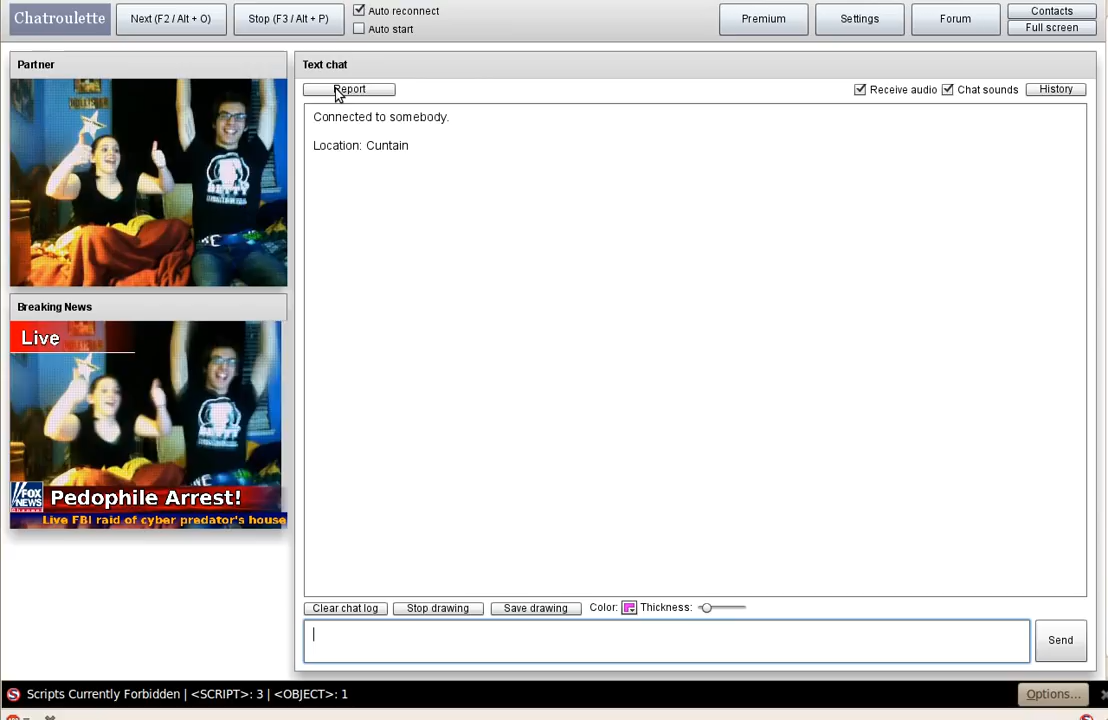 Chatroulette
Next (F2 / Alt + O)
Stop (F3 / Alt + P)
Auto reconnect
Auto start
Premium
Settings
Forum
Contacts
Full screen
Partner
Text chat
Report
Receive audio
Chat sounds
History
Connected to somebody.
Location: Cuntain
Breaking News
Live
FOX
NEWS
Channel
Pedophile Arrest!
Live FBI raid of cyber predator's house
Clear chat log
Stop drawing
Save drawing
Color:
Thickness:
Send
Scripts Currently Forbidden | <SCRIPT>: 3 | <OBJECT>: 1
Options...